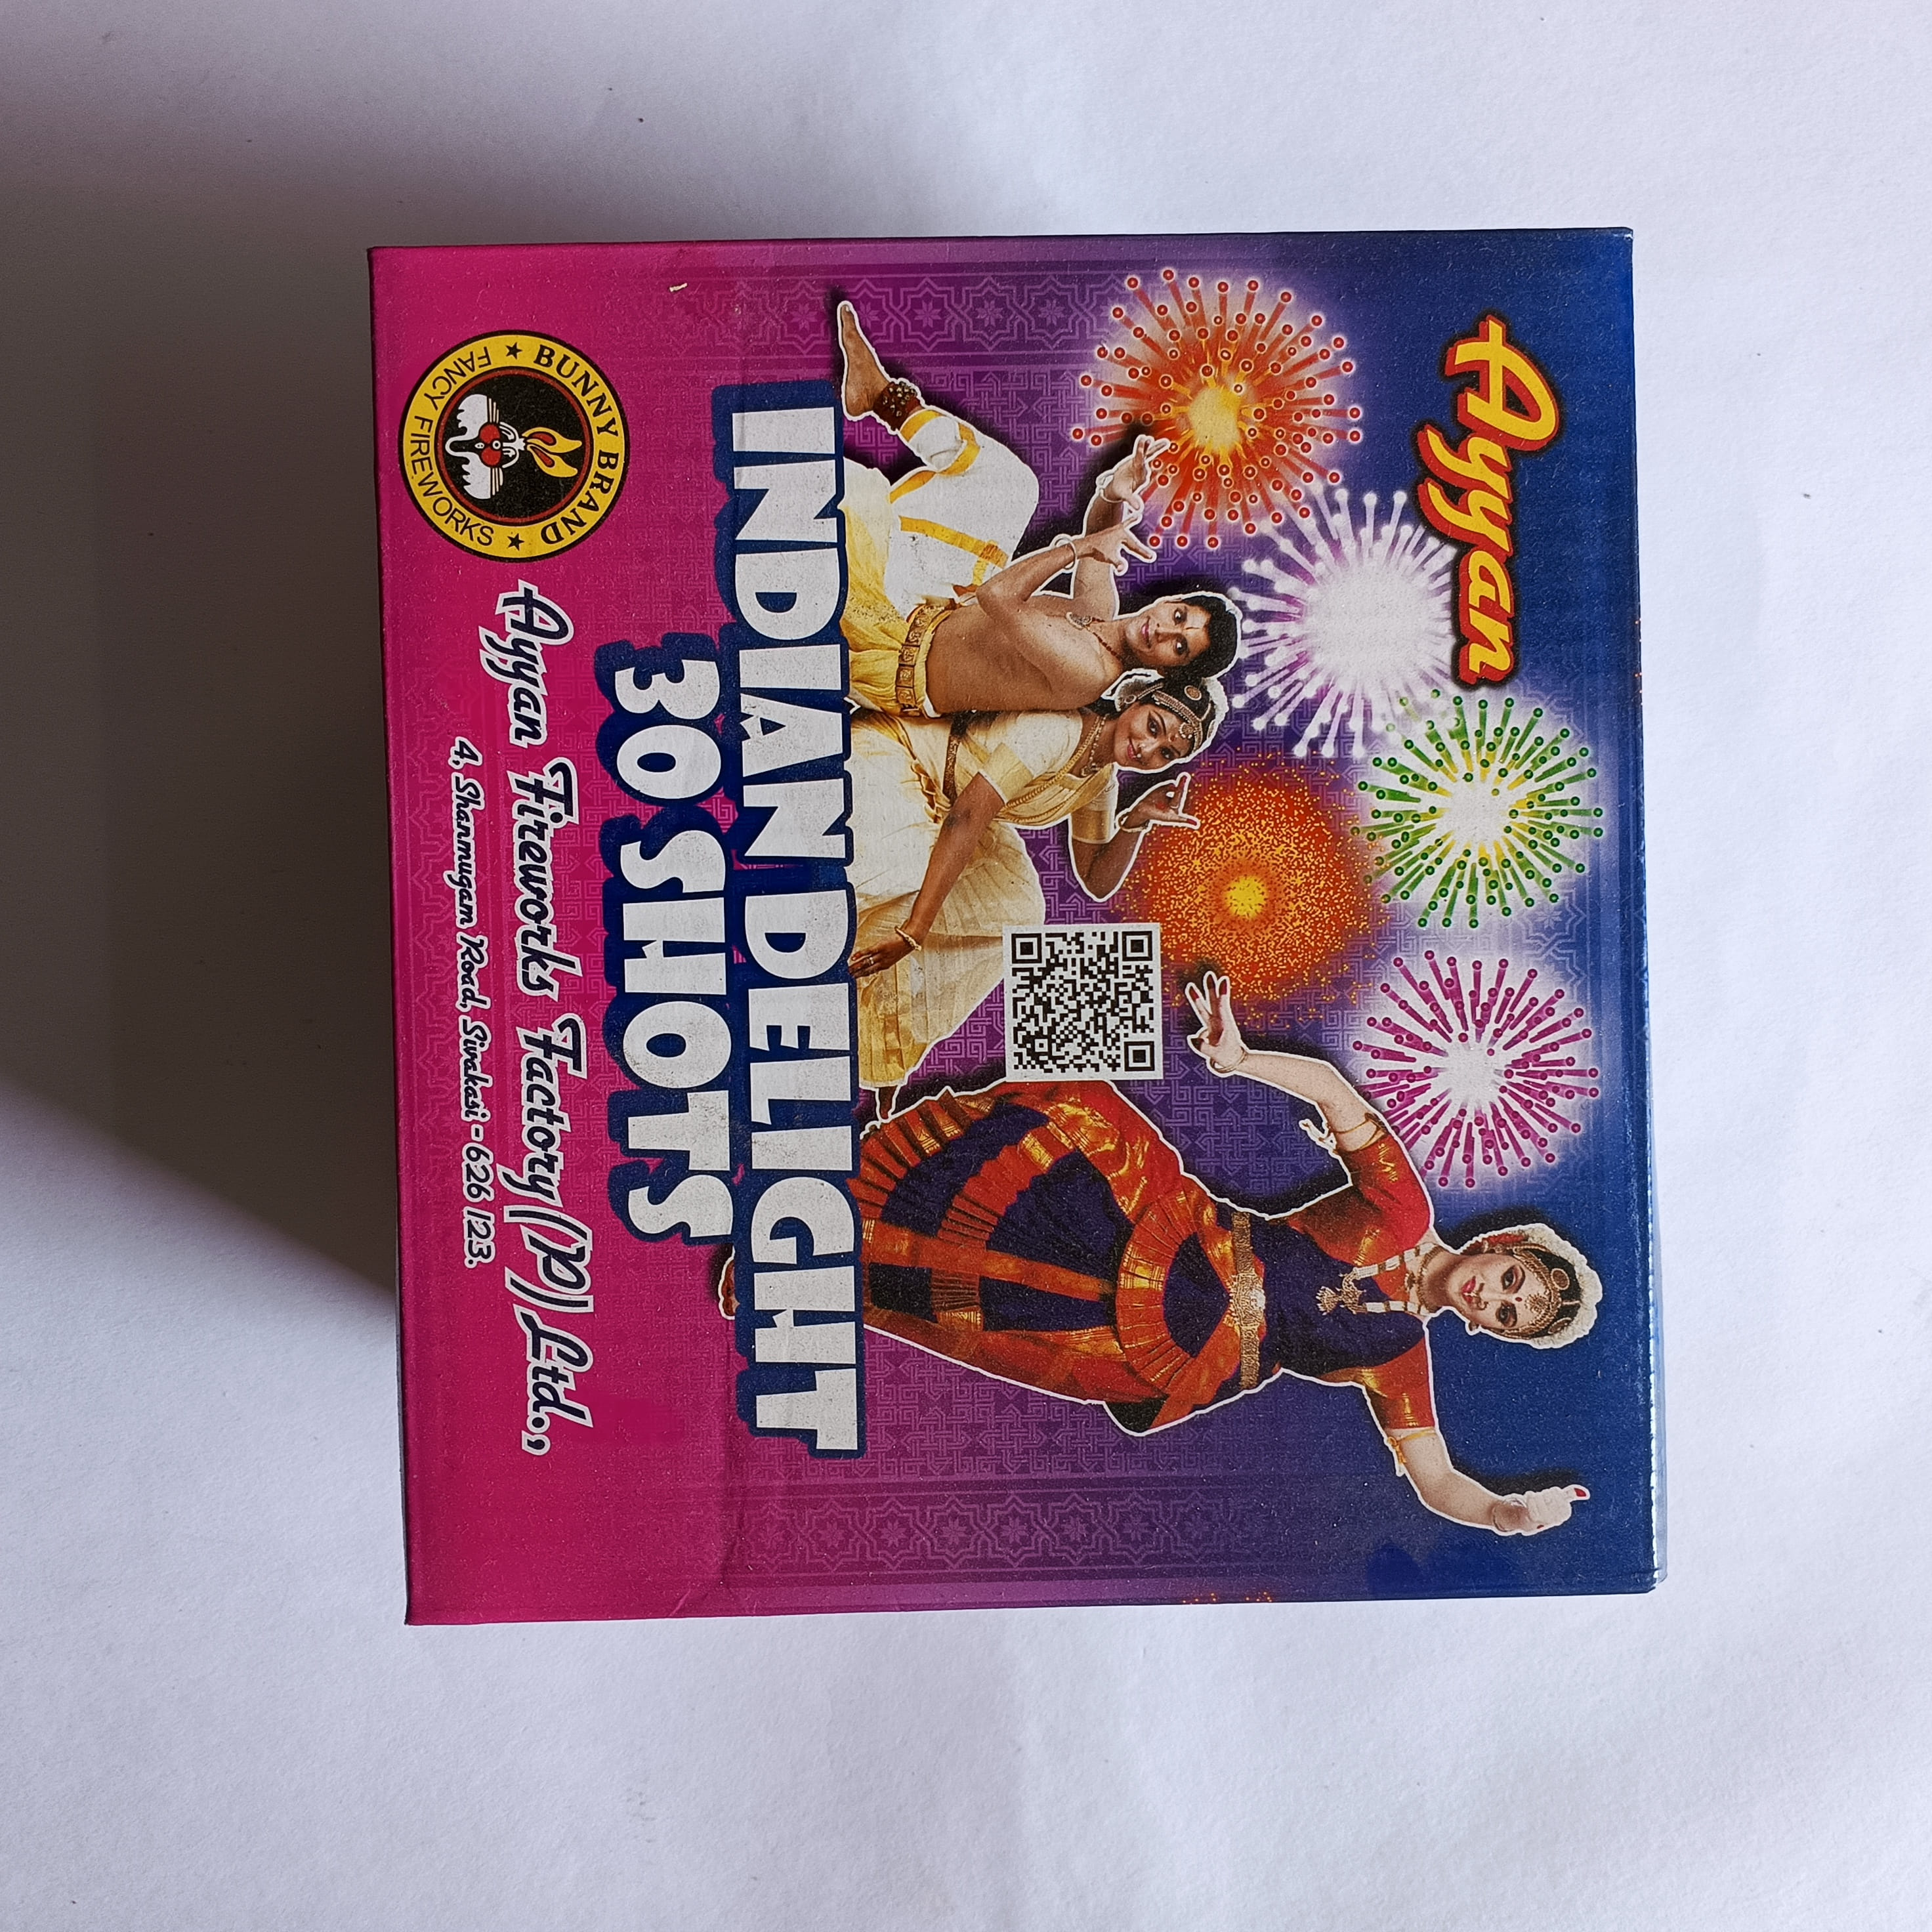 Ayyan
INDIAN DELIGHT
30 SHOTS
BUNNY BRAND
FANCY FIREWORKS
Ayyan Fireworks Factory (P) Ltd.,
4, Shanmugam Road, Sivakasi - 626 123.